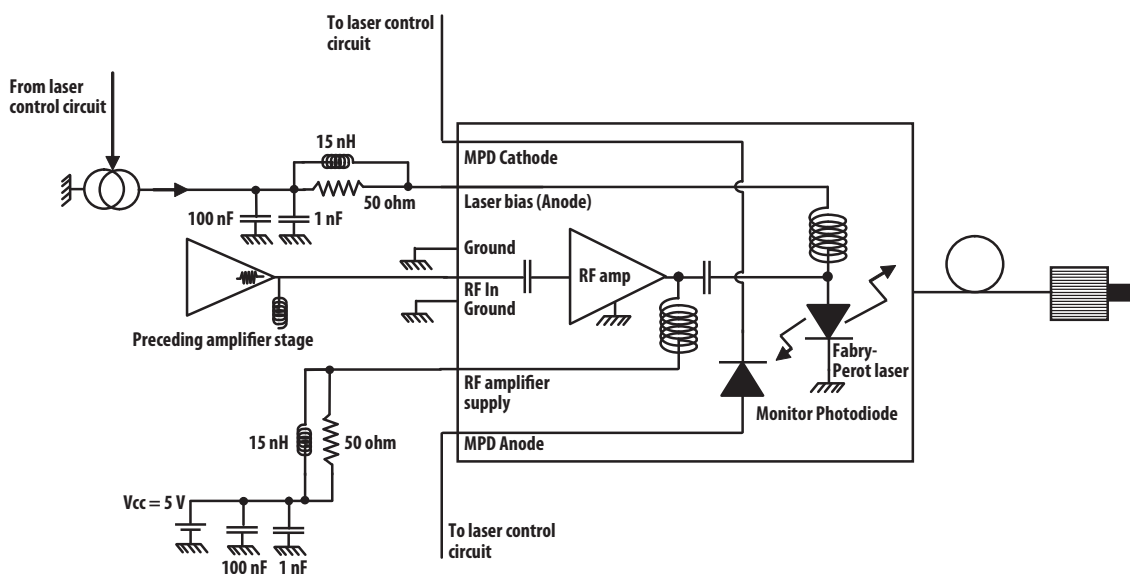 To laser control
circuit
From laser
control circuit
15 nH
50 ohm
100 nF
1 nF
MPD Cathode
Laser bias (Anode)
Ground
RF In
Ground
RF amp
Preceding amplifier stage
Fabry-
Perot laser
RF amplifier
supply
Monitor Photodiode
15 nH
50 ohm
MPD Anode
Vcc = 5 V
100 nF
1 nF
To laser control
circuit